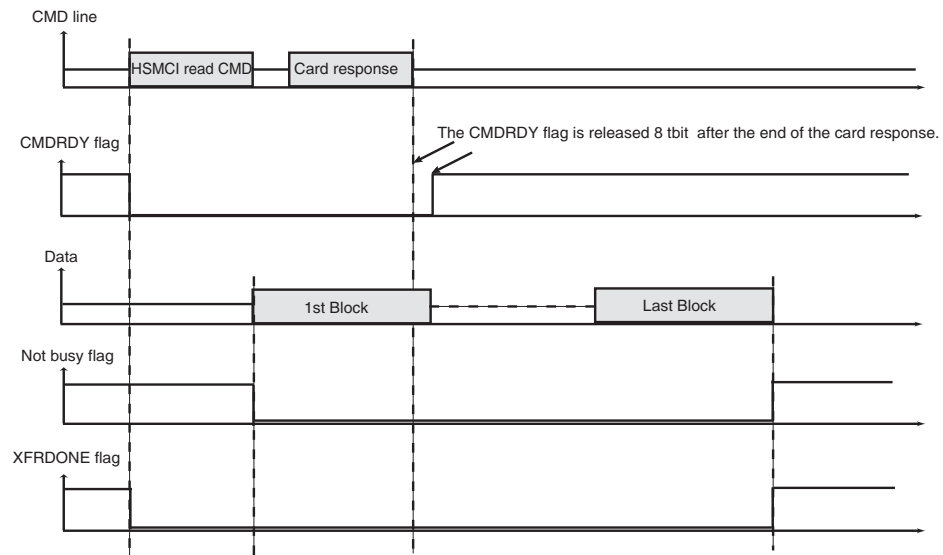 CMD line
HSMCI read CMD
Card response
CMDRDY flag
The CMDRDY flag is released 8 tbit after the end of the card response.
Data
1st Block
Last Block
Not busy flag
XFRDONE flag